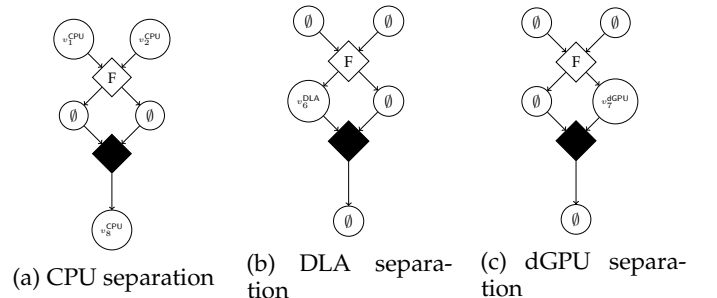 v₁ᶜᴾᵁ v₂ᶜᴾᵁ
F
∅ ∅
v₈ᶜᴾᵁ
(a) CPU separation
∅ ∅
F
v₆ᴰᴸᴬ ∅
∅
(b) DLA separa-
tion
∅ ∅
F
∅ v₇ᵈᴳᴾᵁ
∅
(c) dGPU separa-
tion